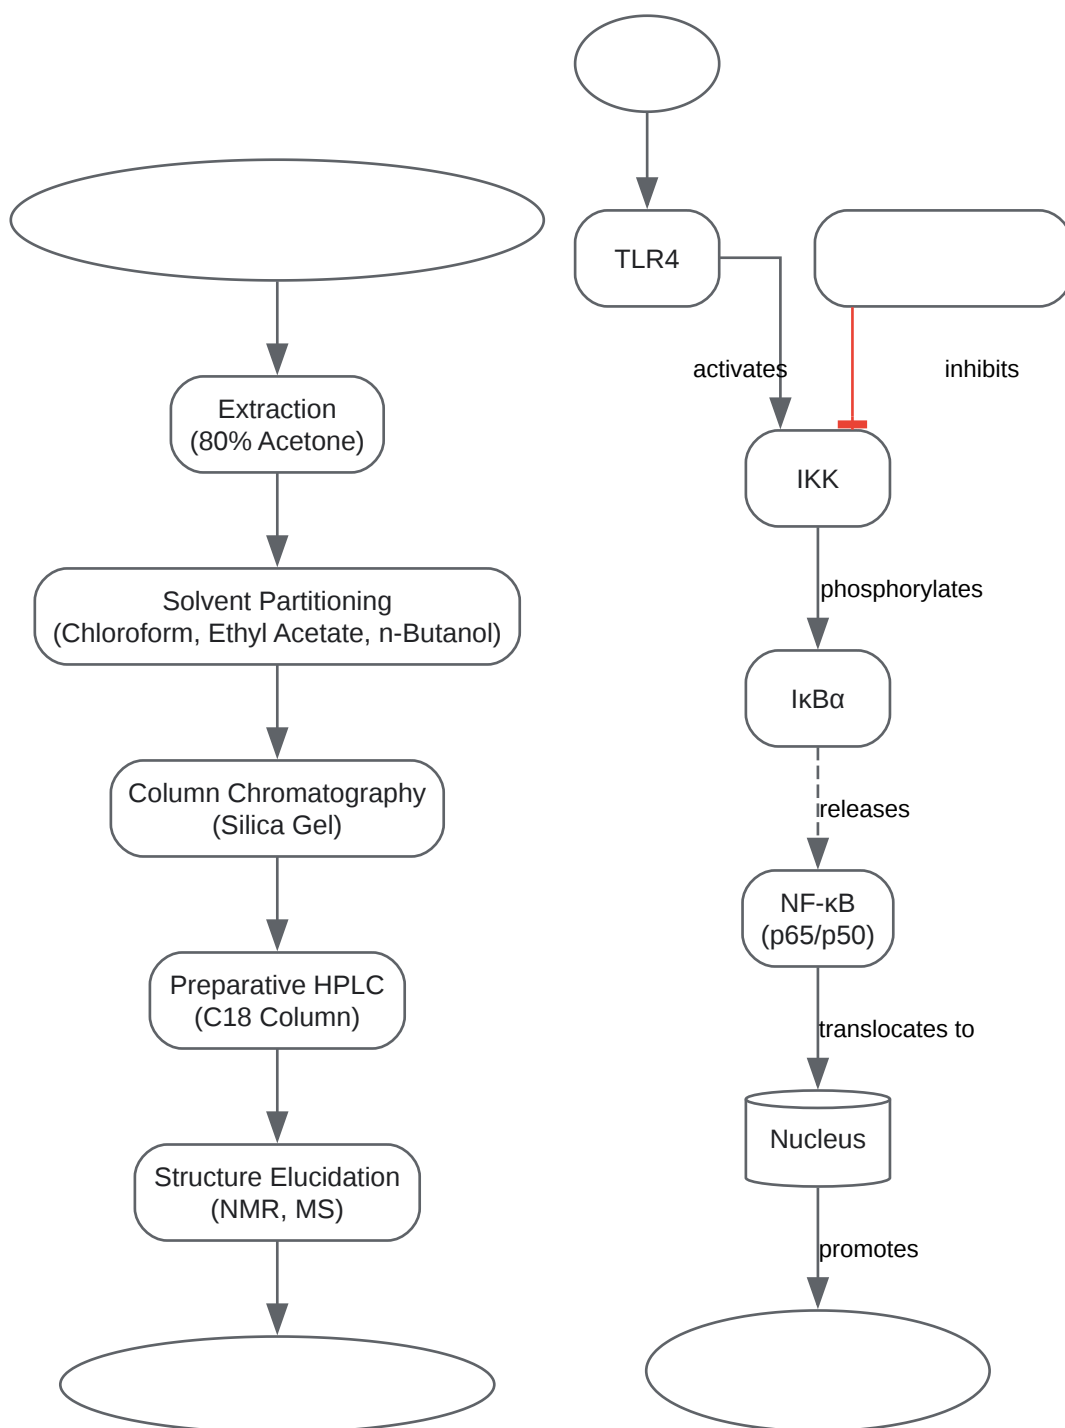 Extraction
(80% Acetone)
Solvent Partitioning
(Chloroform, Ethyl Acetate, n-Butanol)
Column Chromatography
(Silica Gel)
Preparative HPLC
(C18 Column)
Structure Elucidation
(NMR, MS)
TLR4
activates
inhibits
IKK
phosphorylates
IκBα
releases
NF-κB
(p65/p50)
translocates to
Nucleus
promotes